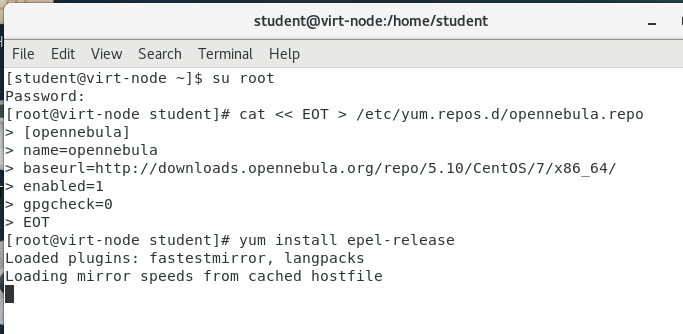 student@virt-node:/home/student
File Edit View Search Terminal Help
[student@virt-node ~]$ su root
Password:
[root@virt-node student]# cat << EOT > /etc/yum.repos.d/opennebula.repo
> [opennebula]
> name=opennebula
> baseurl=http://downloads.opennebula.org/repo/5.10/CentOS/7/x86_64/
> enabled=1
> gpgcheck=0
> EOT
[root@virt-node student]# yum install epel-release
Loaded plugins: fastestmirror, langpacks
Loading mirror speeds from cached hostfile